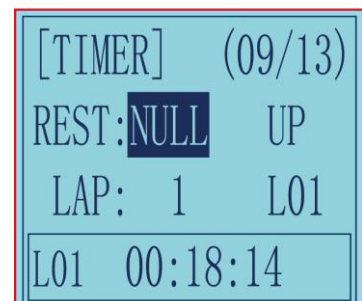 [TIMER] (09/13)
REST:NULL UP
LAP: 1 L01
L01 00:18:14